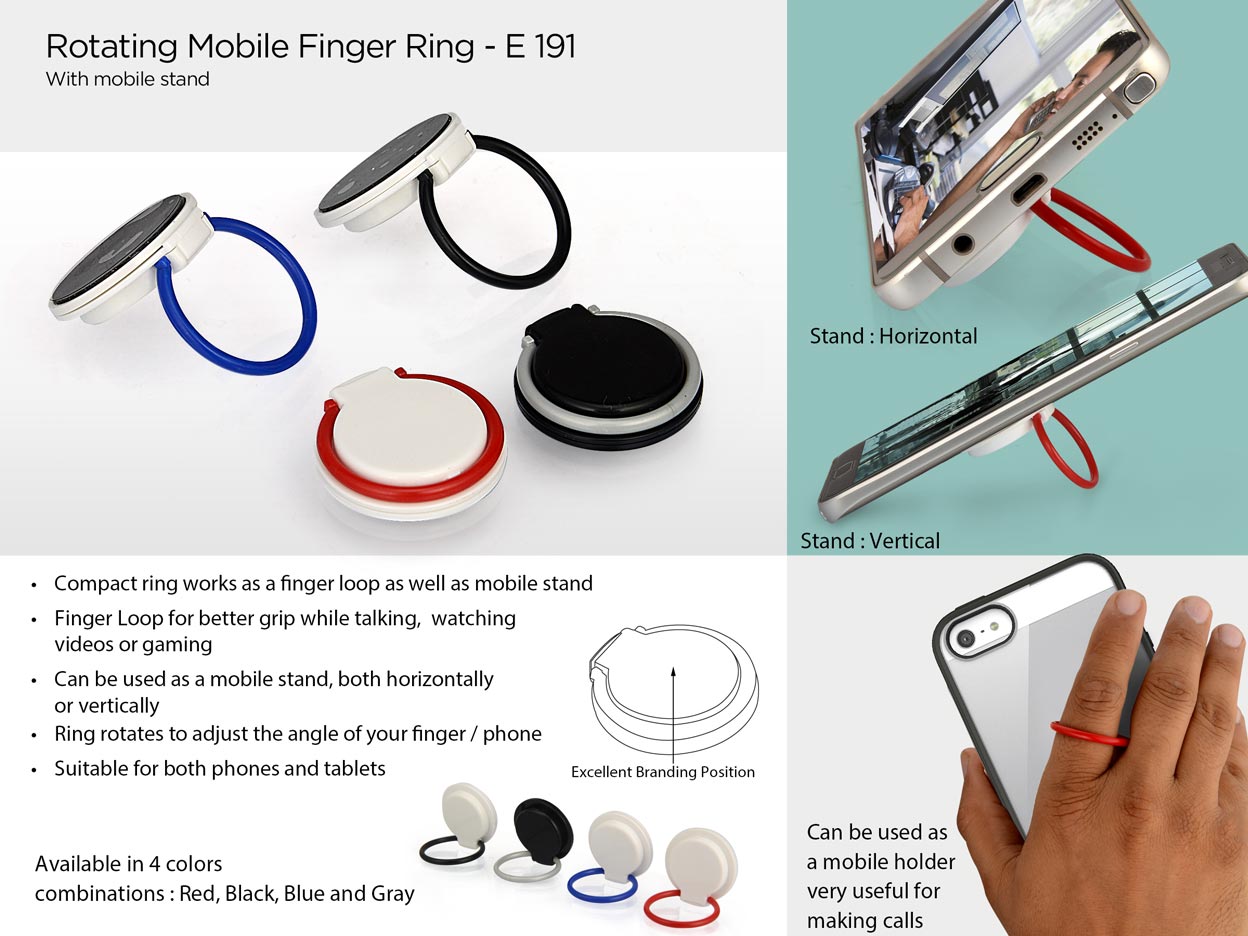 Rotating Mobile Finger Ring - E 191
With mobile stand
Stand : Horizontal
Stand : Vertical
• Compact ring works as a finger loop as well as mobile stand
• Finger Loop for better grip while talking, watching
videos or gaming
• Can be used as a mobile stand, both horizontally
or vertically
• Ring rotates to adjust the angle of your finger / phone
• Suitable for both phones and tablets
Excellent Branding Position
Available in 4 colors
combinations : Red, Black, Blue and Gray
Can be used as
a mobile holder
very useful for
making calls